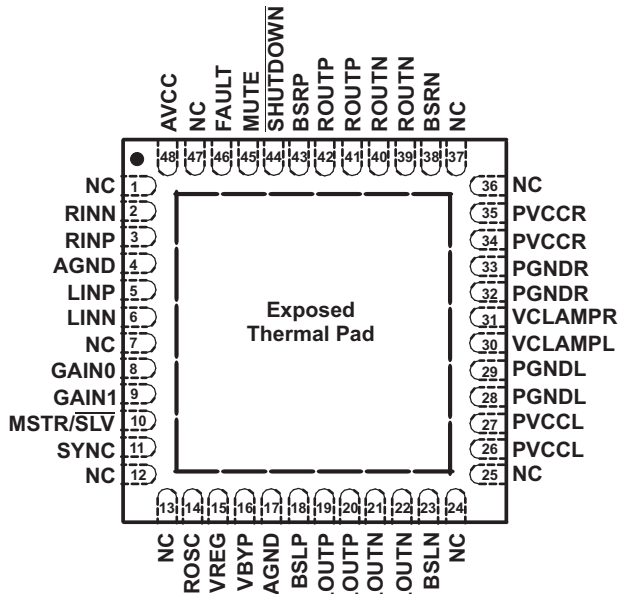 AVCC
NC
FAULT
MUTE
SHUTDOWN
BSRP
ROUTP
ROUTP
ROUTN
ROUTN
BSRN
NC
48 47 46 45 44 43 42 41 40 39 38 37
NC 1
RINN 2
RINP 3
AGND 4
LINP 5
LINN 6
NC 7
GAIN0 8
GAIN1 9
MSTR/SLV 10
SYNC 11
NC 12
Exposed
Thermal Pad
36 NC
35 PVCCR
34 PVCCR
33 PGNDR
32 PGNDR
31 VCLAMPR
30 VCLAMPL
29 PGNDL
28 PGNDL
27 PVCCL
26 PVCCL
25 NC
13 14 15 16 17 18 19 20 21 22 23 24
NC
ROSC
VREG
VBYP
AGND
BSLP
OUTP
OUTP
OUTN
OUTN
BSLN
NC